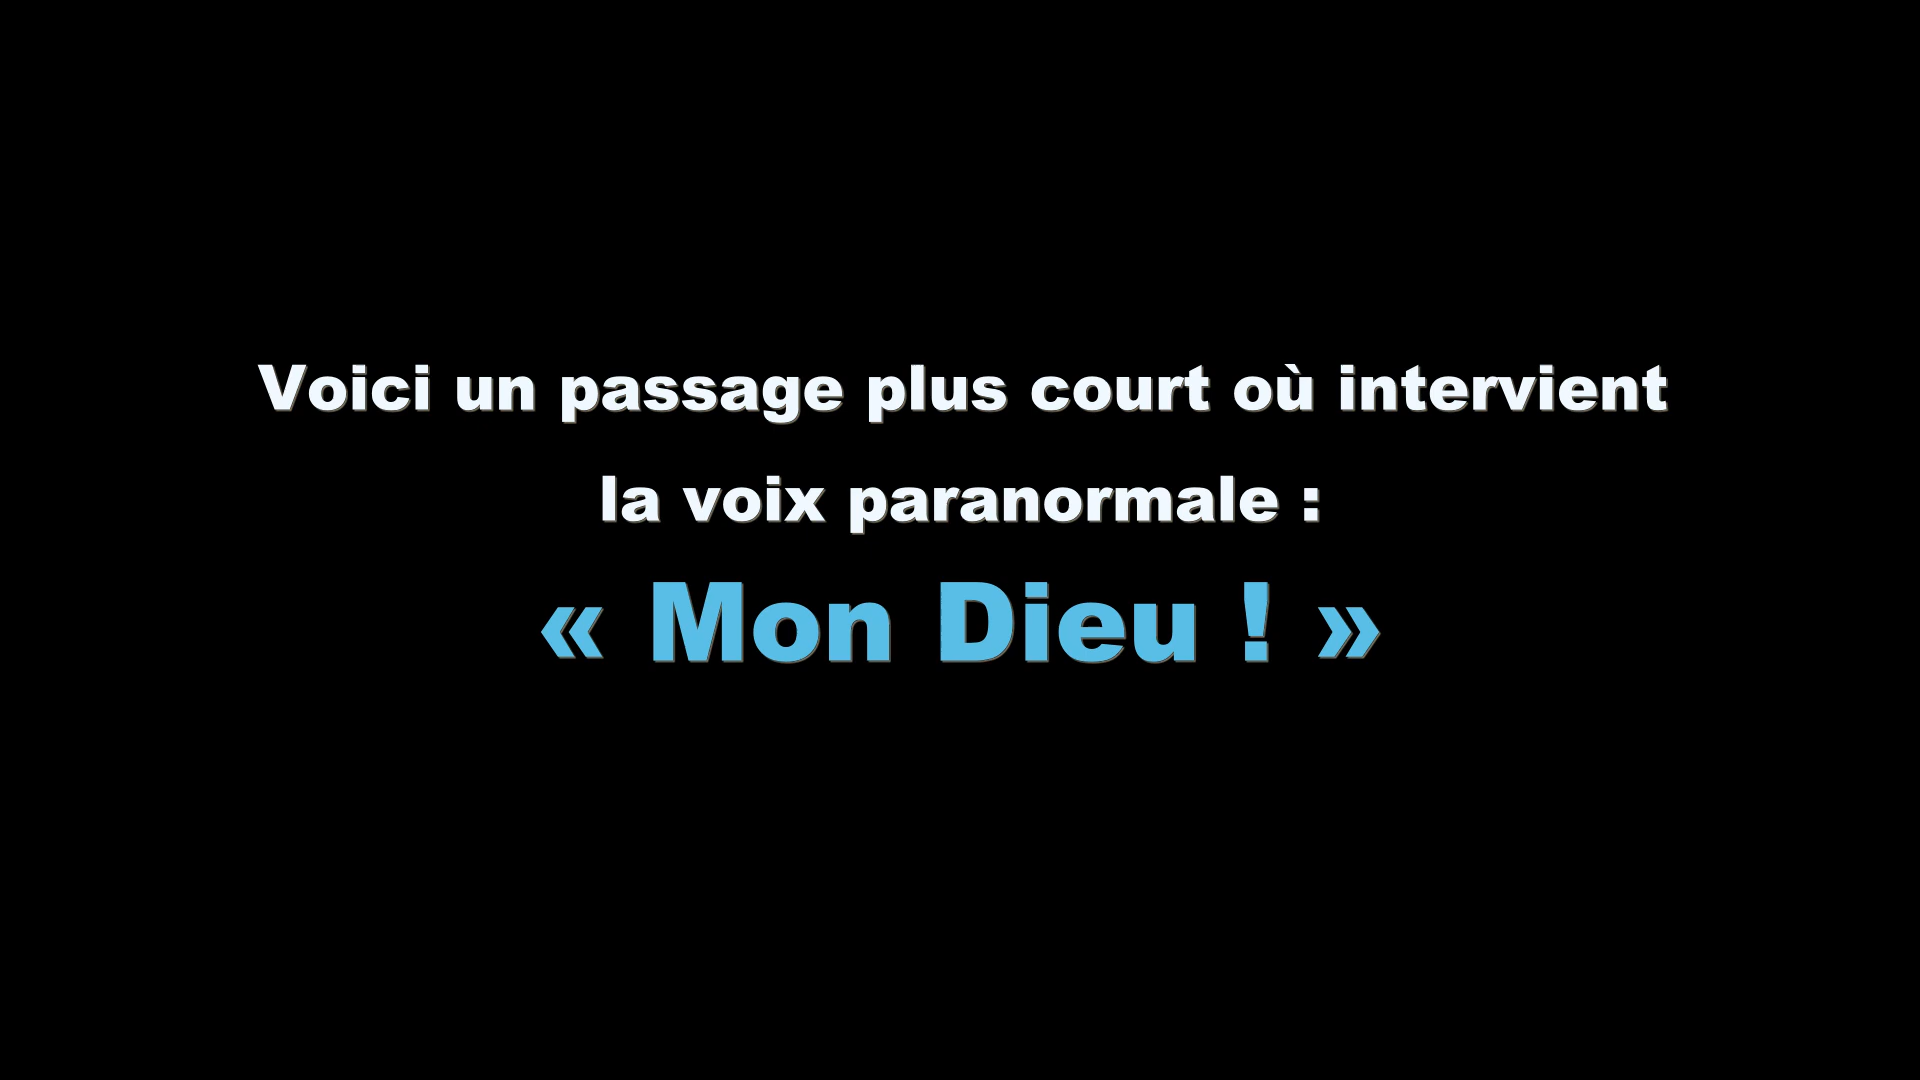 Voici un passage plus court où intervient
la voix paranormale :
« Mon Dieu ! »